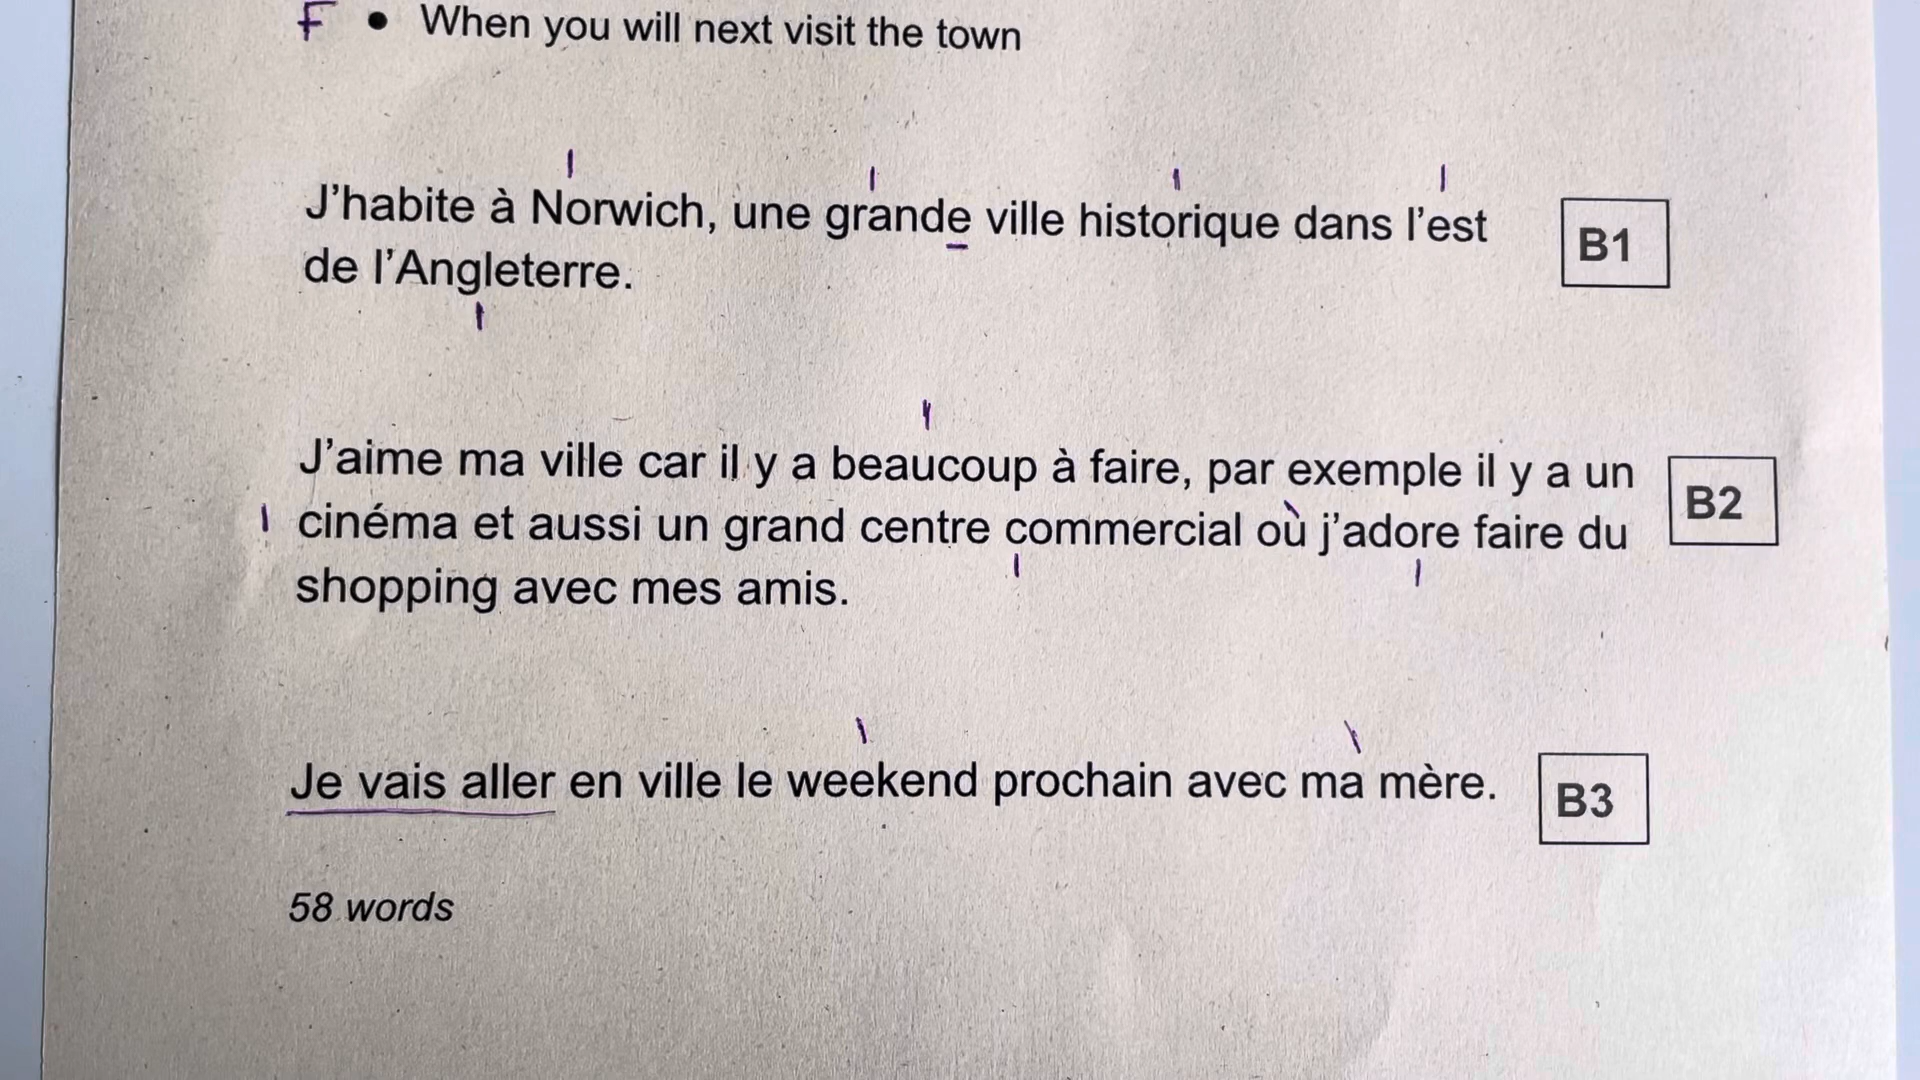 F • When you will next visit the town
J'habite à Norwich, une grande ville historique dans l'est
B1
de l'Angleterre.
J'aime ma ville car il y a beaucoup à faire, par exemple il y a un
B2
cinéma et aussi un grand centre commercial où j'adore faire du
shopping avec mes amis.
Je vais aller en ville le weekend prochain avec ma mère.
B3
58 words